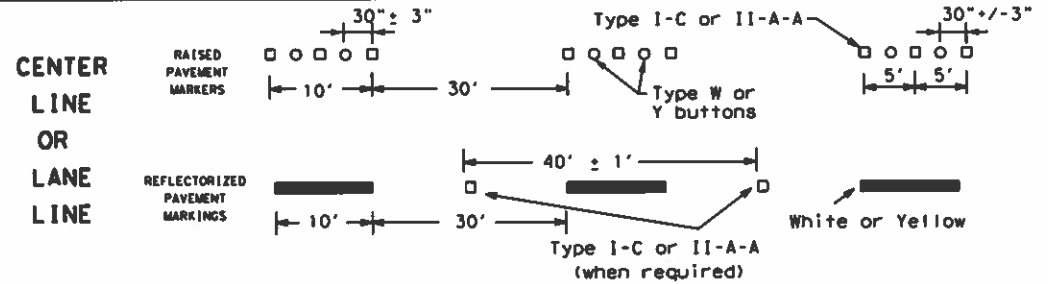 CENTER
LINE
OR
LANE
LINE
RAISED
PAVEMENT
MARKERS
30"± 3"
10'
30'
Type I-C or II-A-A
Type W or
Y buttons
30"+/-3"
5'
5'
REFLECTORIZED
PAVEMENT
MARKINGS
40' ± 1'
10'
30'
Type I-C or II-A-A
(when required)
White or Yellow